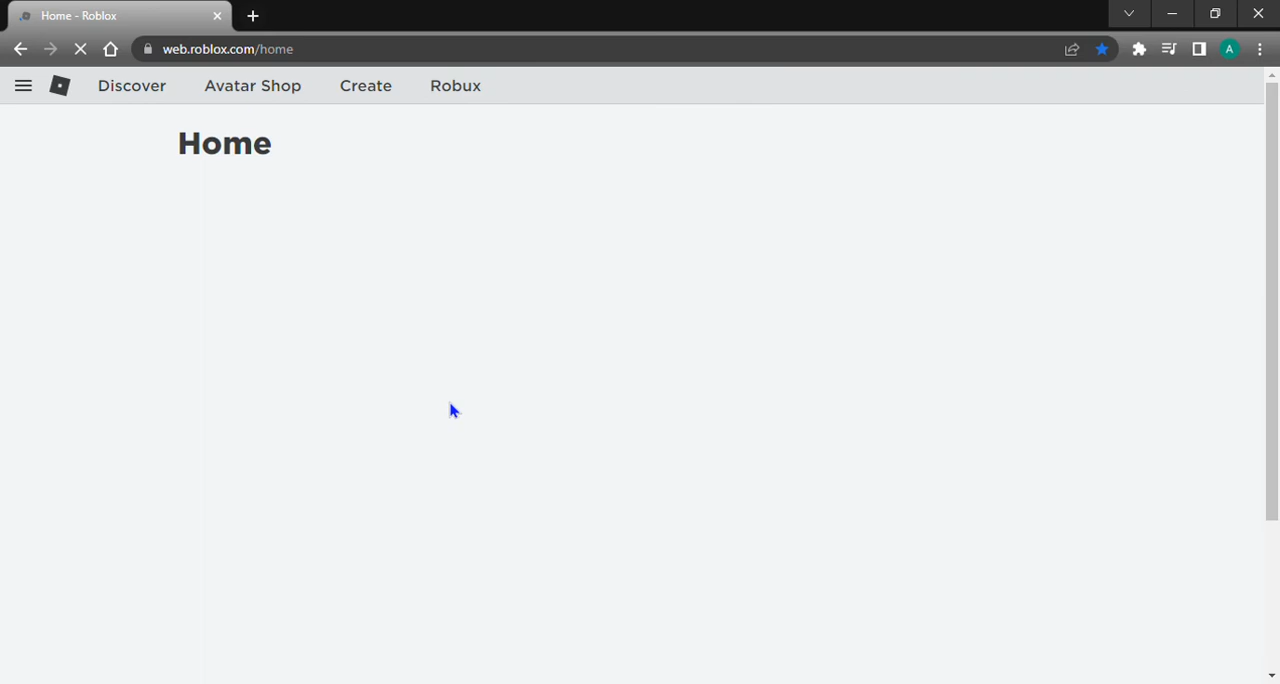 Home - Roblox
web.roblox.com/home
A
Discover Avatar Shop Create Robux
Home